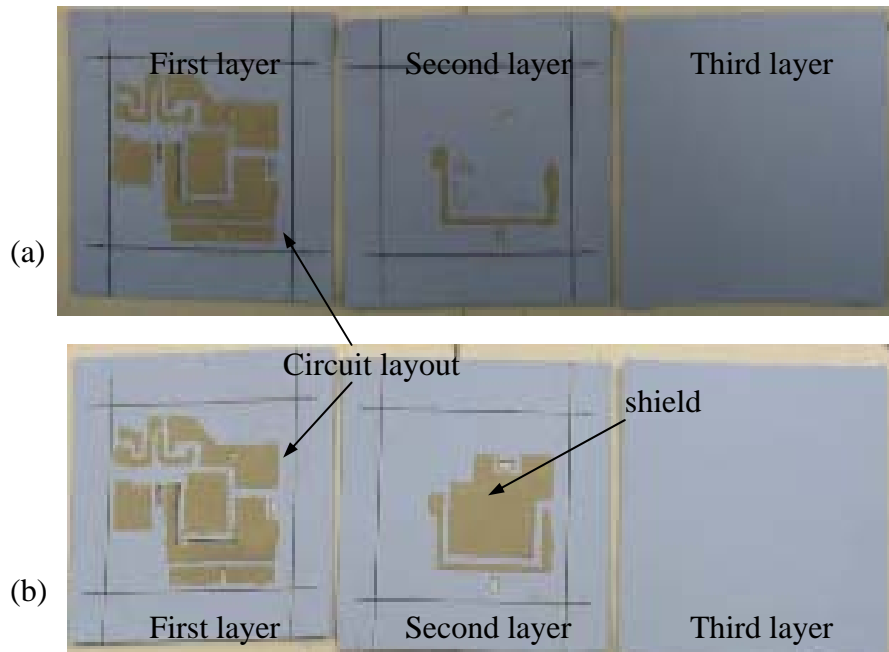 First layer
Second layer
Third layer
(a)
Circuit layout
shield
(b)
First layer
Second layer
Third layer